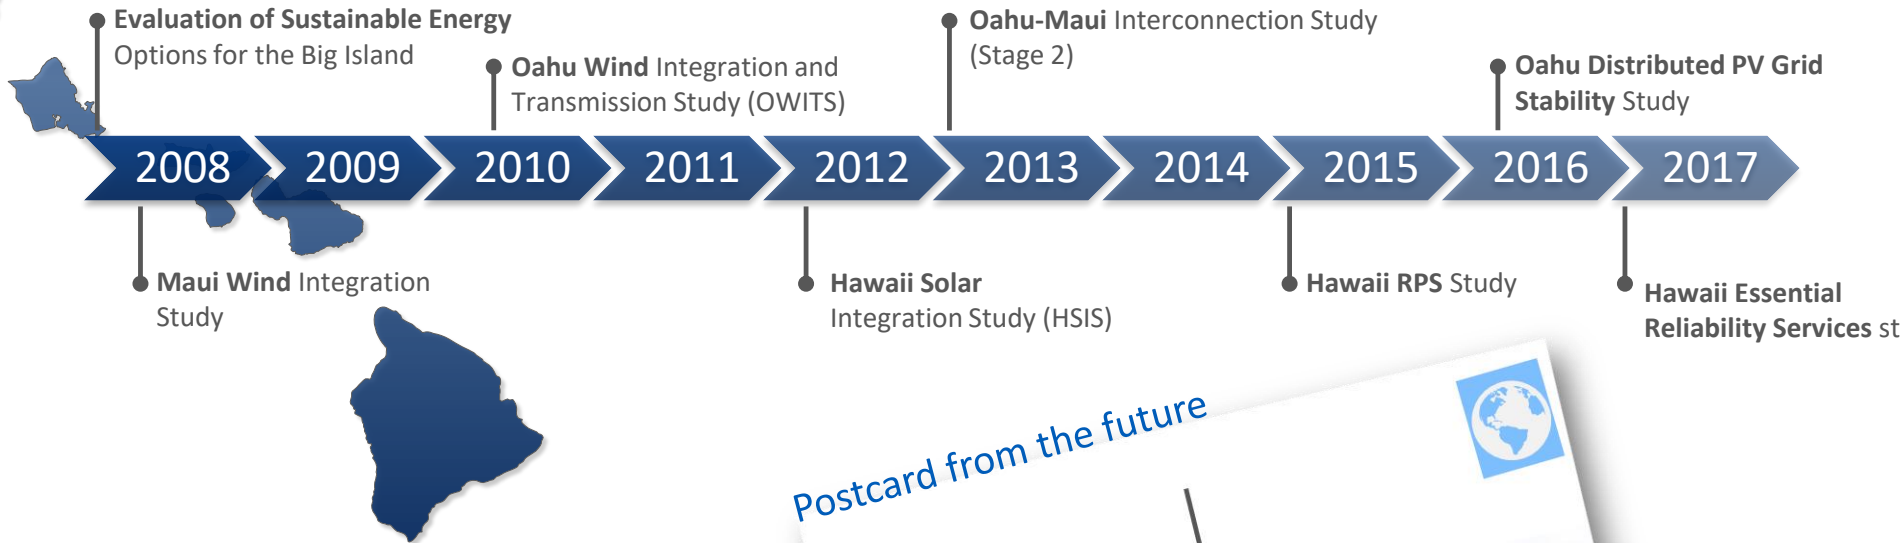 Evaluation of Sustainable Energy
Options for the Big Island
Oahu Wind Integration and
Transmission Study (OWITS)
Oahu-Maui Interconnection Study
(Stage 2)
Oahu Distributed PV Grid
Stability Study
2008 2009 2010 2011 2012 2013 2014 2015 2016 2017
Maui Wind Integration
Study
Hawaii Solar
Integration Study (HSIS)
Hawaii RPS Study
Hawaii Essential
Reliability Services st
Postcard from the future